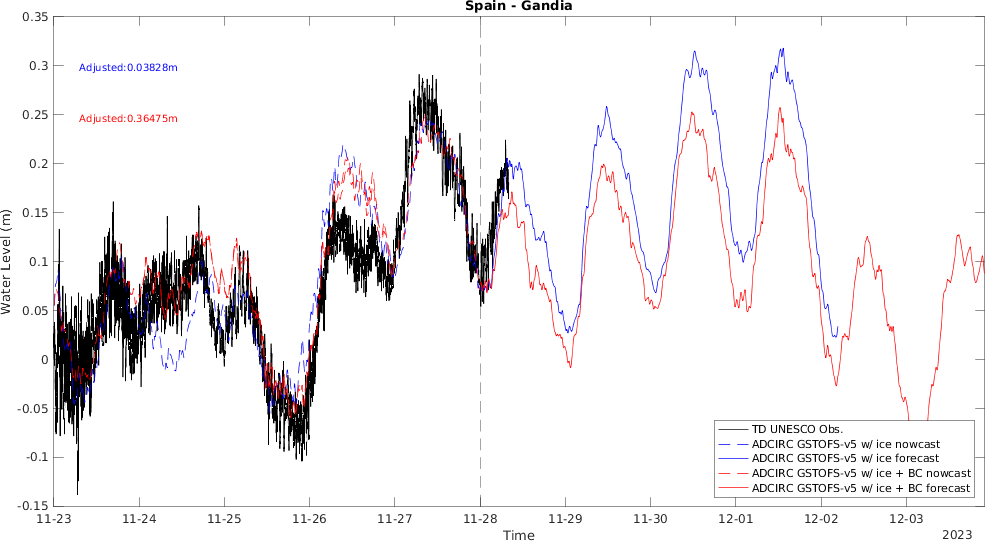 Spain - Gandia
0.35
0.3
0.25
0.2
0.15
0.1
0.05
0
-0.05
-0.1
-0.15
Water Level (m)
Adjusted:0.03828m
Adjusted:0.36475m
TD UNESCO Obs.
ADCIRC GSTOFS-v5 w/ ice nowcast
ADCIRC GSTOFS-v5 w/ ice forecast
ADCIRC GSTOFS-v5 w/ ice + BC nowcast
ADCIRC GSTOFS-v5 w/ ice + BC forecast
11-23 11-24 11-25 11-26 11-27 11-28 11-29 11-30 12-01 12-02 12-03
Time
2023